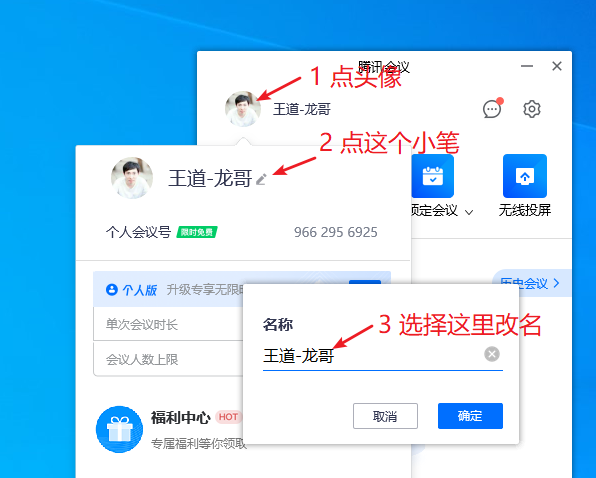 腾讯会议
1 点头像
王道-龙哥
2 点这个小笔
王道-龙哥
预定会议
无线投屏
个人会议号 限时免费 966 295 6925
历史会议
个人版 升级专享无限
单次会议时长
会议人数上限
名称
3 选择这里改名
王道-龙哥
取消 确定
福利中心 HOT
专属福利等你领取